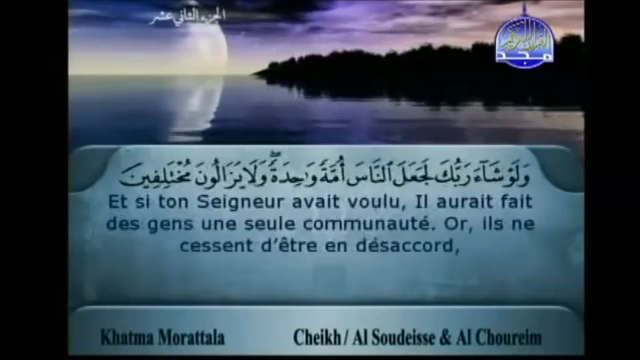 الجزء الثاني عشر
مجد
وَلَوْ شَاءَ رَبُّكَ لَجَعَلَ النَّاسَ أُمَّةً وَاحِدَةً ۖ وَلَا يَزَالُونَ مُخْتَلِفِينَ
Et si ton Seigneur avait voulu, Il aurait fait
des gens une seule communauté. Or, ils ne
cessent d'être en désaccord,
Khatma Morattala Cheikh / Al Soudeisse & Al Choureim